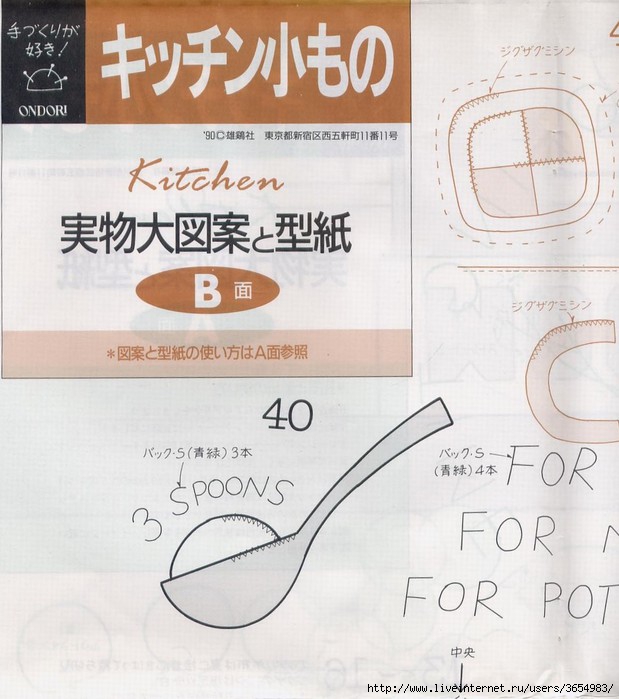 手づくりが
好き!
ONDORI
キッチン小もの
'90©雄鶏社 東京都新宿区西五軒町11番11号
Kitchen
実物大図案と型紙
B 面
*図案と型紙の使い方はA面参照
ジグザグミシン
ジグザグミシン
40
バック・S(青緑)3本
3 SPOONS
バック・S
(青緑)4本
FOR
FOR N
FOR POT
中央
http://www.liveinternet.ru/users/3654983/